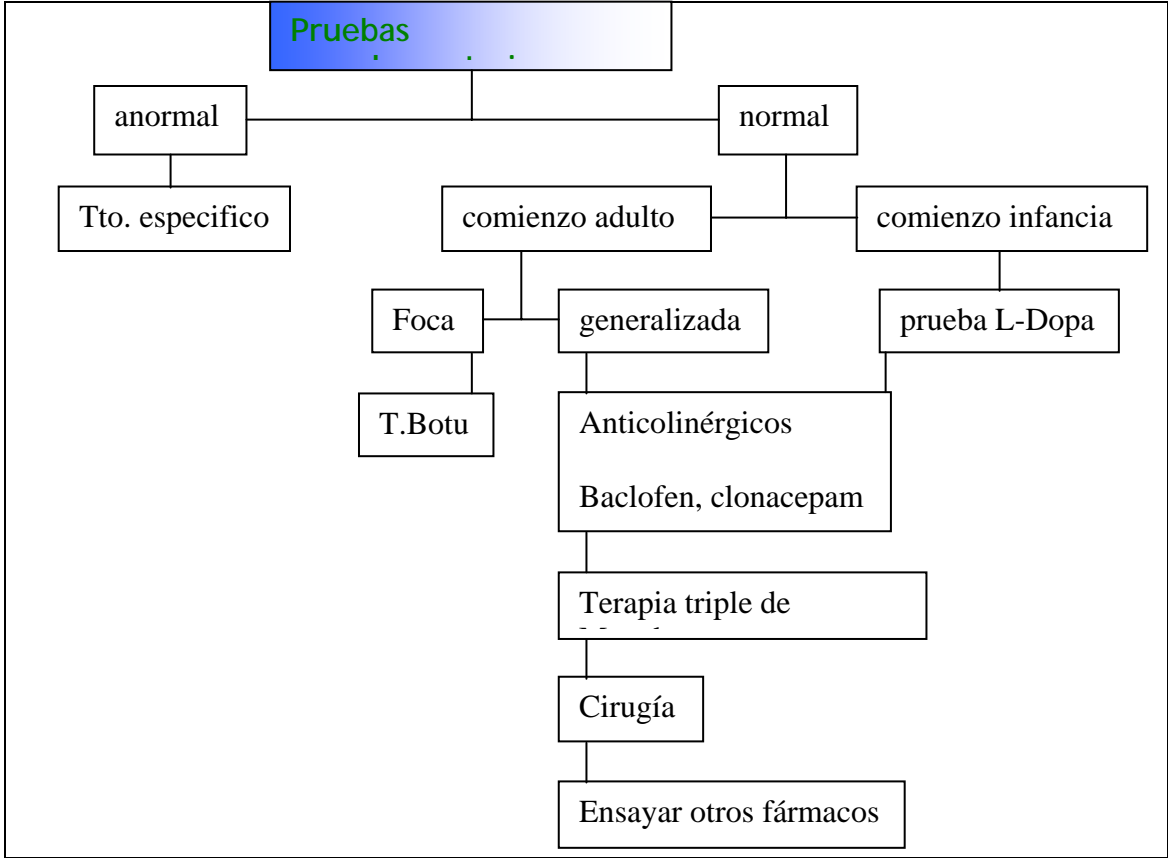 Pruebas
anormal
normal
Tto. especifico
comienzo adulto
comienzo infancia
Foca
generalizada
prueba L-Dopa
T.Botu
Anticolinérgicos
Baclofen, clonacepam
Terapia triple de
Cirugía
Ensayar otros fármacos